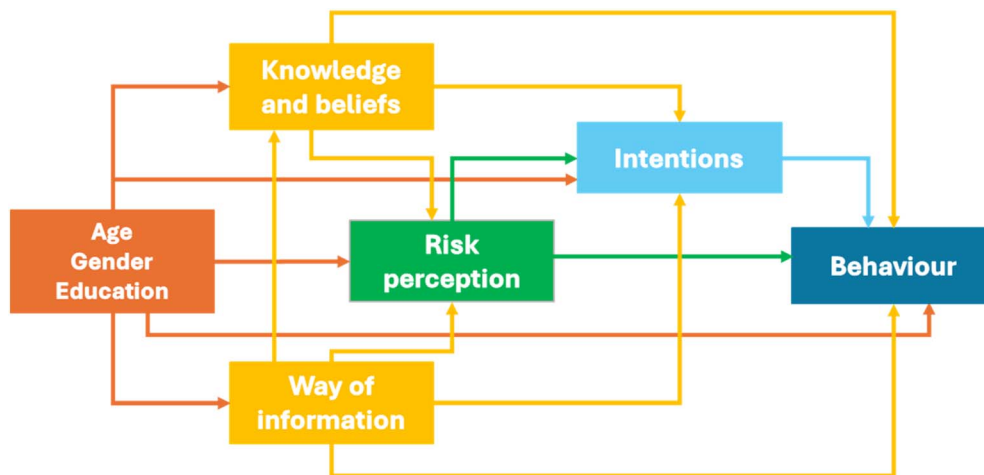 Knowledge
and beliefs
Intentions
Age
Gender
Education
Risk
perception
Behaviour
Way of
information